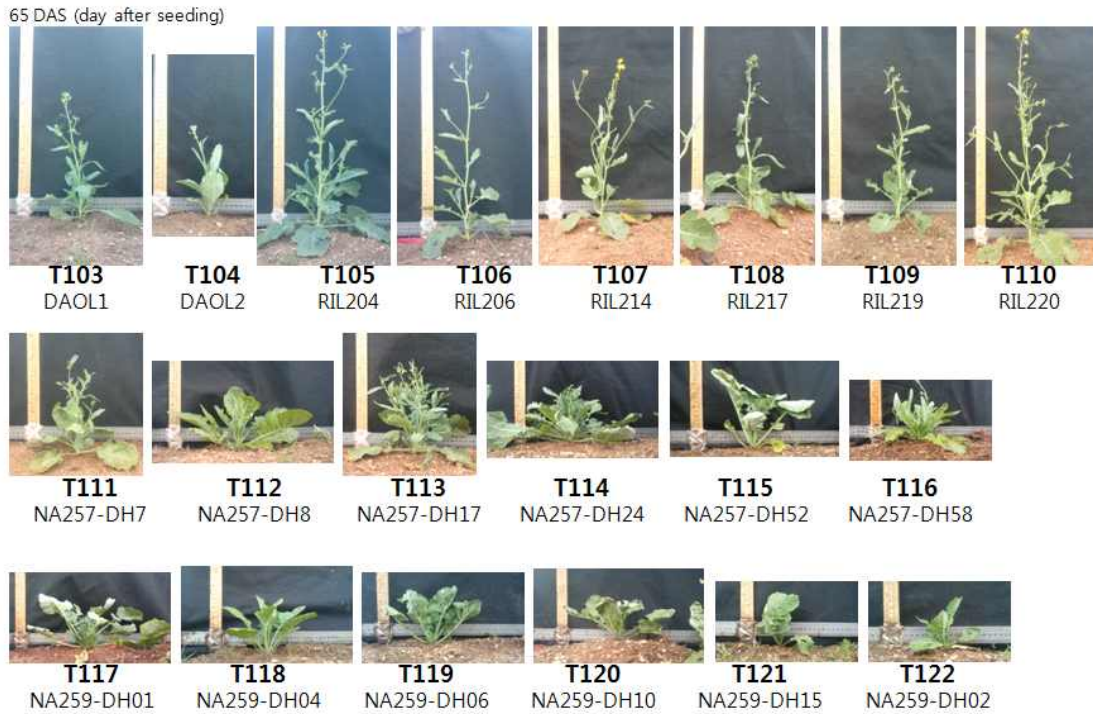 65 DAS (day after seeding)
T103 T104 T105 T106 T107 T108 T109 T110
DAOL1 DAOL2 RIL204 RIL206 RIL214 RIL217 RIL219 RIL220
T111 T112 T113 T114 T115 T116
NA257-DH7 NA257-DH8 NA257-DH17 NA257-DH24 NA257-DH52 NA257-DH58
T117 T118 T119 T120 T121 T122
NA259-DH01 NA259-DH04 NA259-DH06 NA259-DH10 NA259-DH15 NA259-DH02